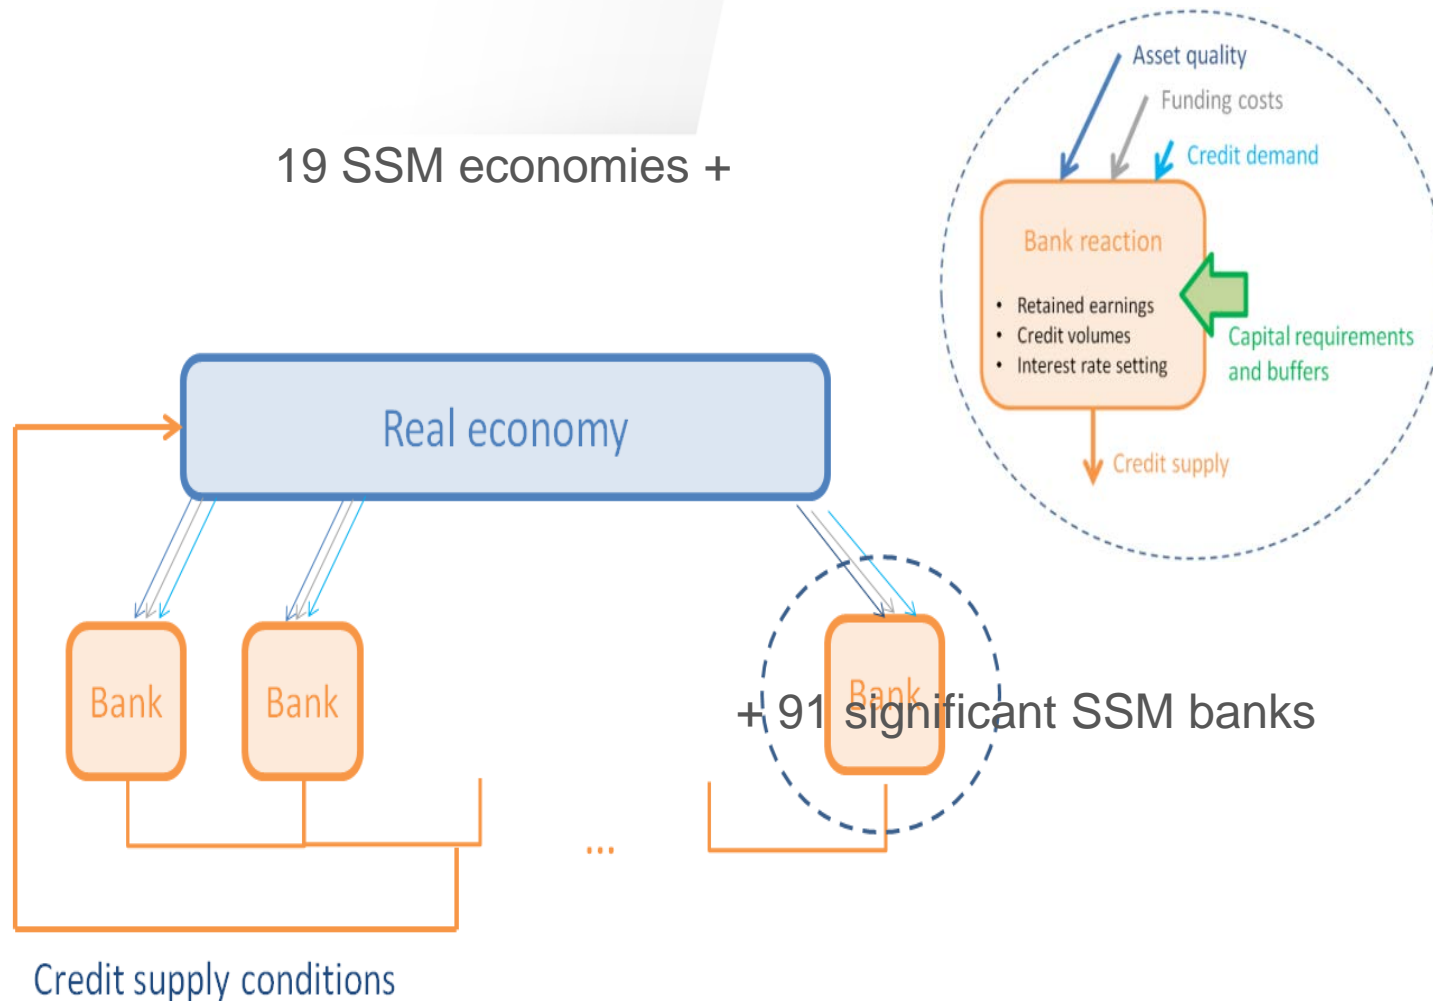 19 SSM economies +
Asset quality
Funding costs
Credit demand
Bank reaction
• Retained earnings
• Credit volumes
• Interest rate setting
Capital requirements
and buffers
Credit supply
Real economy
Bank
Bank
Bank
+ 91 significant SSM banks
...
Credit supply conditions